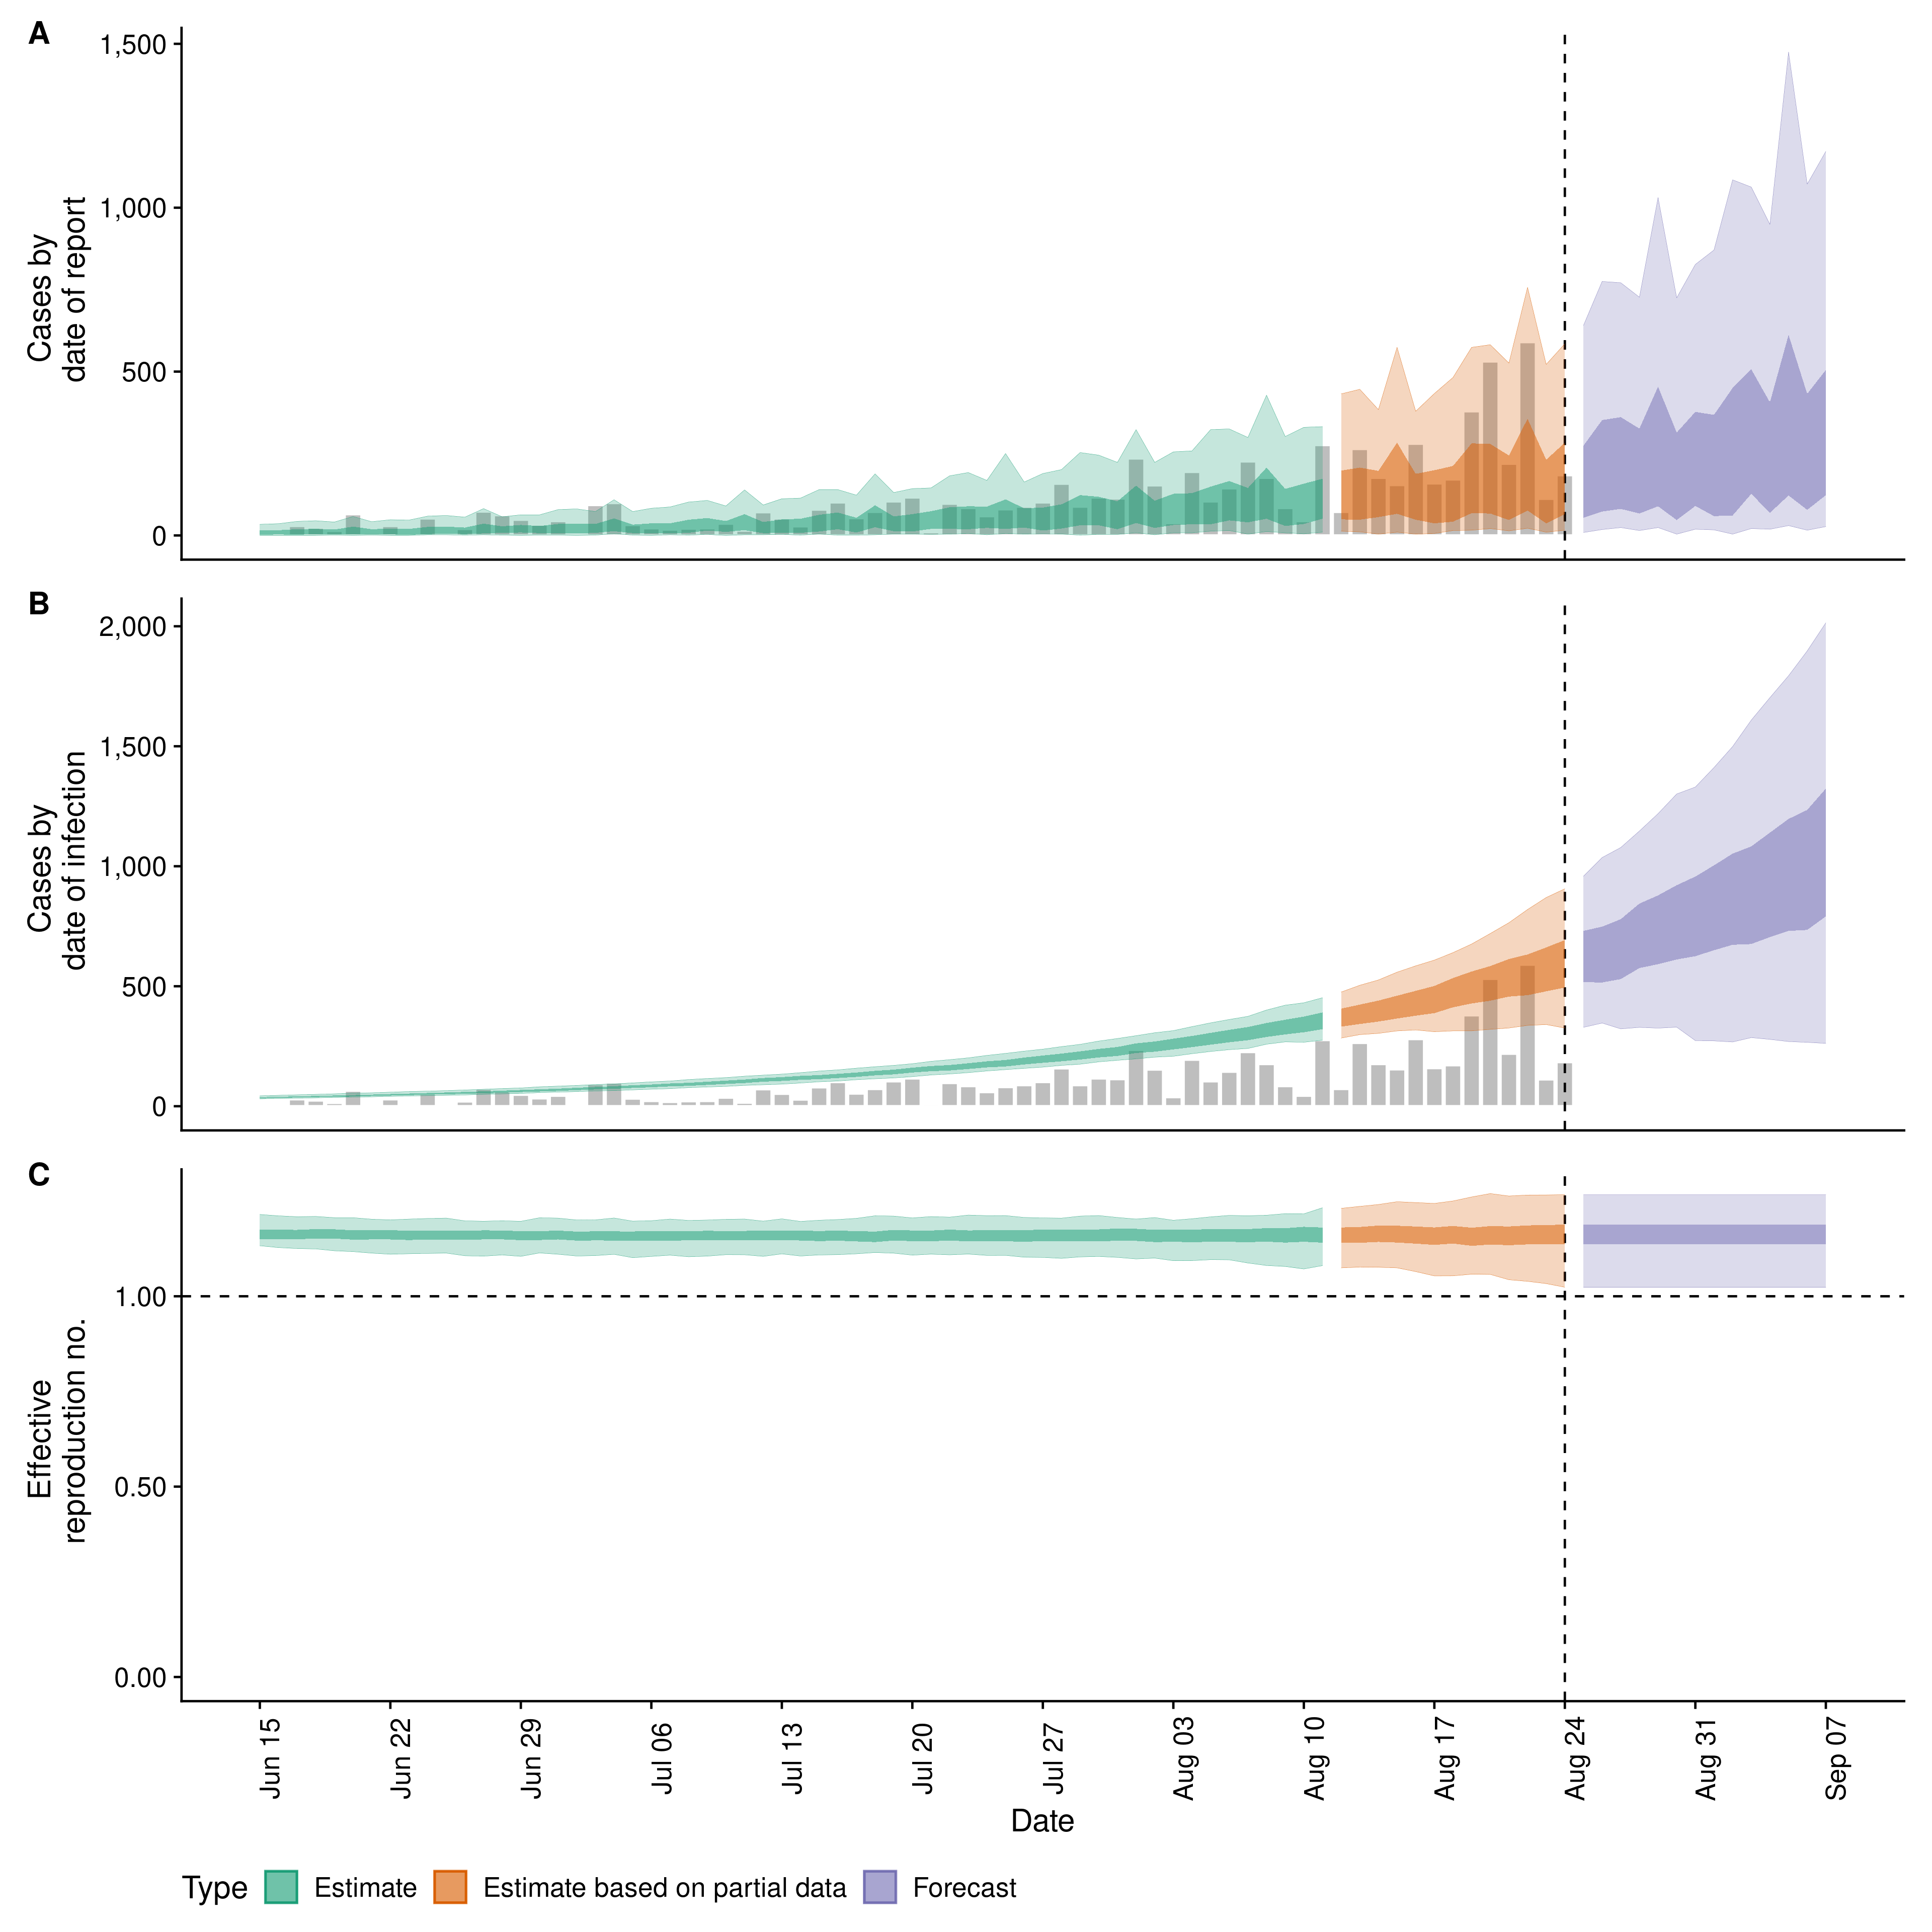 A
1,500
1,000
500
0
Cases by
date of report
B
2,000
1,500
1,000
500
0
Cases by
date of infection
C
1.00
0.50
0.00
Effective
reproduction no.
Jun 15
Jun 22
Jun 29
Jul 06
Jul 13
Jul 20
Jul 27
Aug 03
Aug 10
Aug 17
Aug 24
Aug 31
Sep 07
Date
Type
Estimate
Estimate based on partial data
Forecast